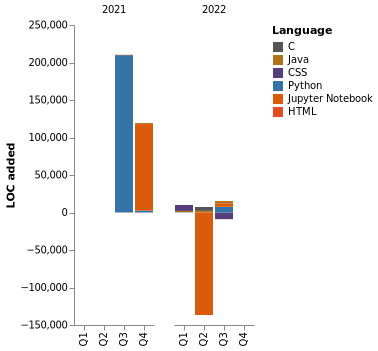 2021
2022
Language
C
Java
CSS
Python
Jupyter Notebook
HTML
LOC added
250,000
200,000
150,000
100,000
50,000
0
−50,000
−100,000
−150,000
Q1
Q2
Q3
Q4
Q1
Q2
Q3
Q4